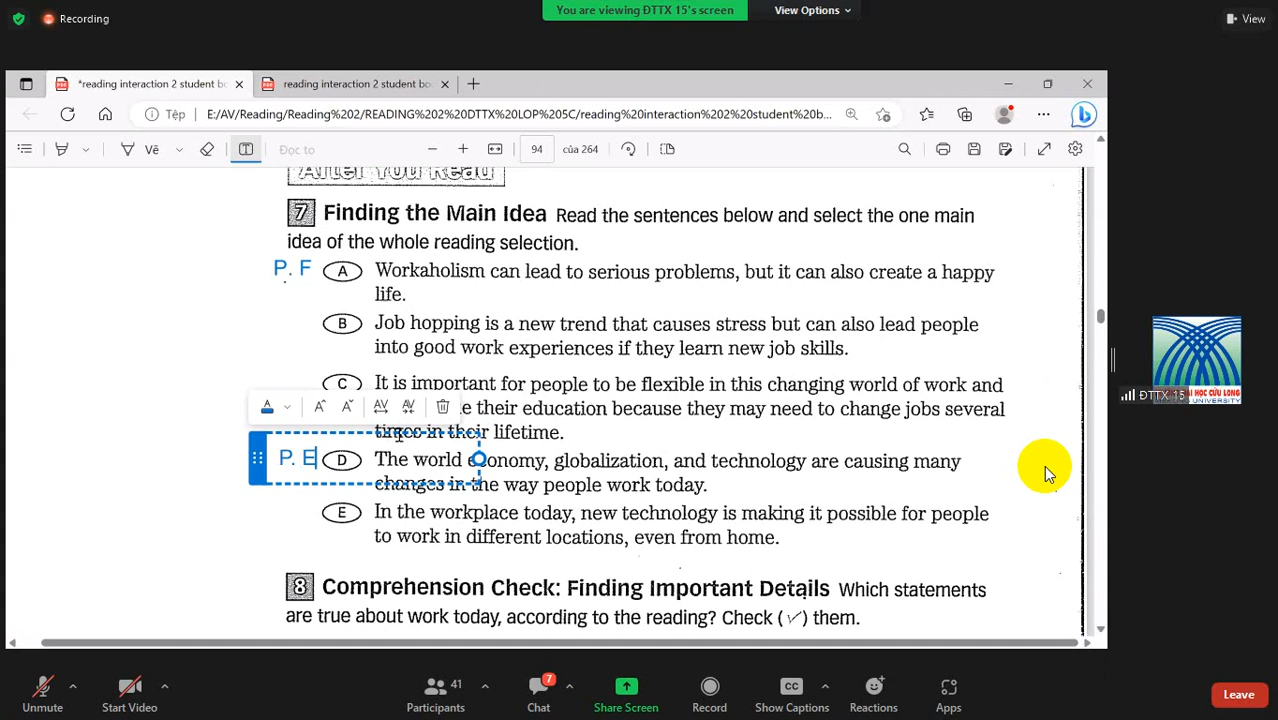 Recording
You are viewing ĐTTX 15's screen
View Options
View
*reading interaction 2 student bo
reading interaction 2 student bo
Tệp
E:/AV/Reading/Reading%202/READING%202%20DTTX%20LOP%205C/reading%20interaction%202%20student%20b...
Vẽ
Đọc to
94
của 264
After You Read
7 Finding the Main Idea Read the sentences below and select the one main
idea of the whole reading selection.
P. F A Workaholism can lead to serious problems, but it can also create a happy
life.
B Job hopping is a new trend that causes stress but can also lead people
into good work experiences if they learn new job skills.
C It is important for people to be flexible in this changing world of work and
e their education because they may need to change jobs several
times in their lifetime.
P. E D The world economy, globalization, and technology are causing many
changes in the way people work today.
E In the workplace today, new technology is making it possible for people
to work in different locations, even from home.
8 Comprehension Check: Finding Important Details Which statements
are true about work today, according to the reading? Check (✓) them.
ĐTTX 15
ẠI HỌC CỬU LONG
UNIVERSITY
Unmute
Start Video
41
Participants
7
Chat
Share Screen
Record
CC
Show Captions
Reactions
Apps
Leave